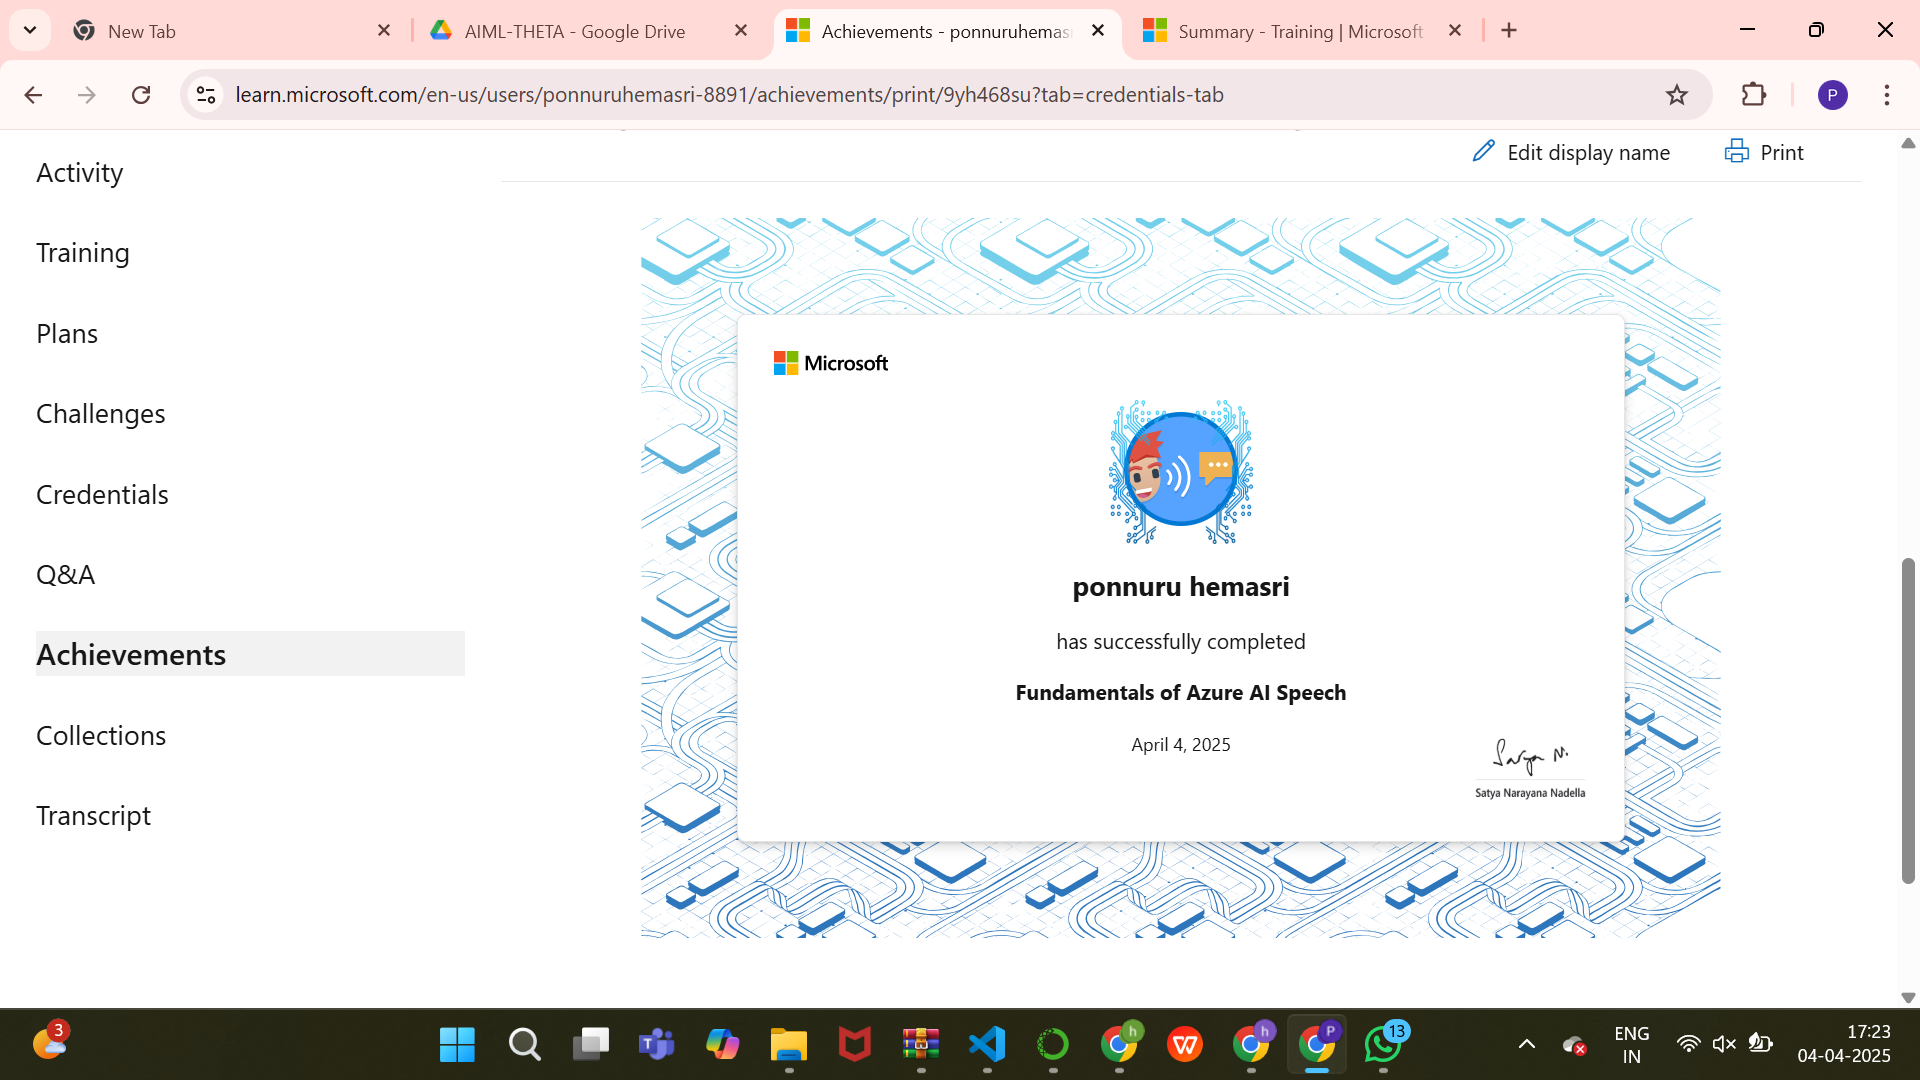 New Tab
AIML-THETA - Google Drive
Achievements - ponnuruhemas
Summary - Training | Microsoft
learn.microsoft.com/en-us/users/ponnuruhemasri-8891/achievements/print/9yh468su?tab=credentials-tab
P
Edit display name
Print
Activity
Training
Plans
Challenges
Credentials
Q&A
Achievements
Collections
Transcript
Microsoft
ponnuru hemasri
has successfully completed
Fundamentals of Azure AI Speech
April 4, 2025
Satya N.
Satya Narayana Nadella
3
T
h
W
h
P
13
ENG
IN
17:23
04-04-2025